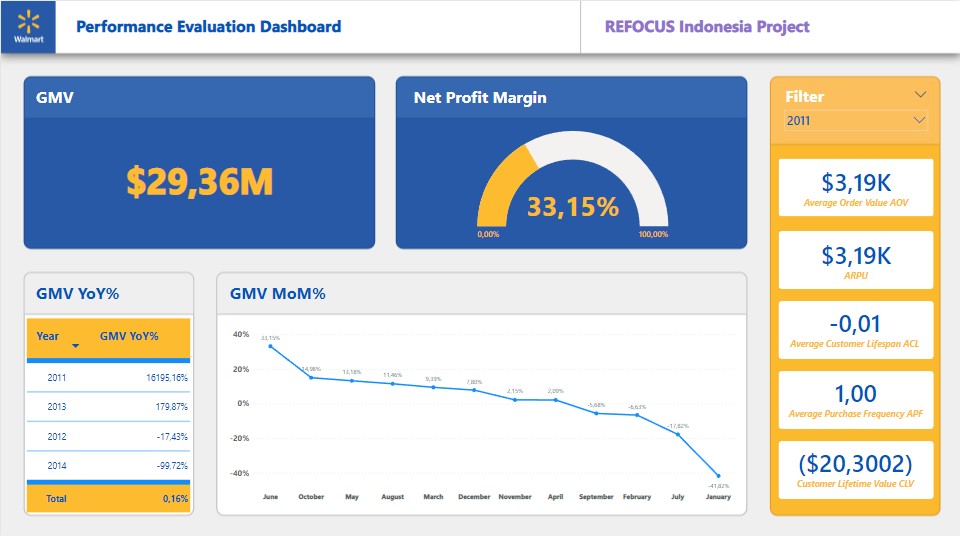 Walmart
Performance Evaluation Dashboard
REFOCUS Indonesia Project
GMV
$29,36M
Net Profit Margin
33,15%
0,00%
100,00%
Filter
2011
$3,19K
Average Order Value AOV
$3,19K
ARPU
-0,01
Average Customer Lifespan ACL
1,00
Average Purchase Frequency APF
($20,3002)
Customer Lifetime Value CLV
GMV YoY%
Year GMV YoY%
2011 16195,16%
2013 179,87%
2012 -17,43%
2014 -99,72%
Total 0,16%
GMV MoM%
40%
20%
0%
-20%
-40%
33,15%
14,98%
13,18%
11,46%
9,39%
7,80%
2,15%
2,09%
-5,68%
-6,63%
-17,82%
-41,82%
June October May August March December November April September February July January